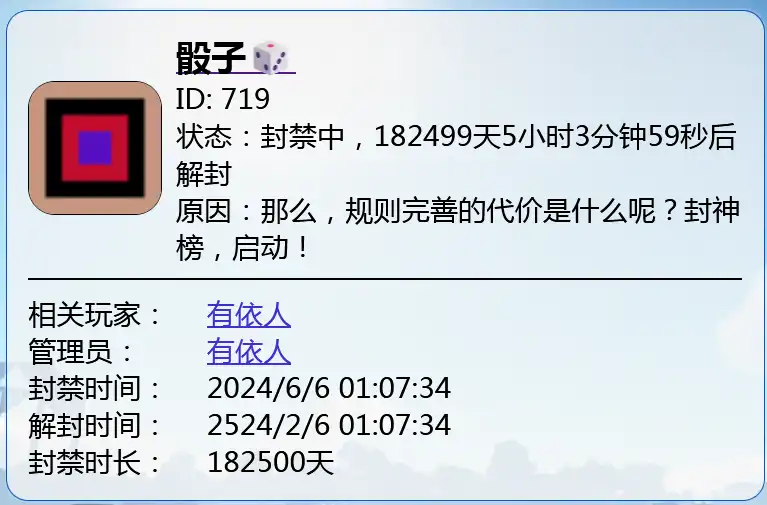 骰子🎲
ID: 719
状态：封禁中，182499天5小时3分钟59秒后
解封
原因：那么，规则完善的代价是什么呢？封神
榜，启动！
相关玩家： 有依人
管理员： 有依人
封禁时间： 2024/6/6 01:07:34
解封时间： 2524/2/6 01:07:34
封禁时长： 182500天